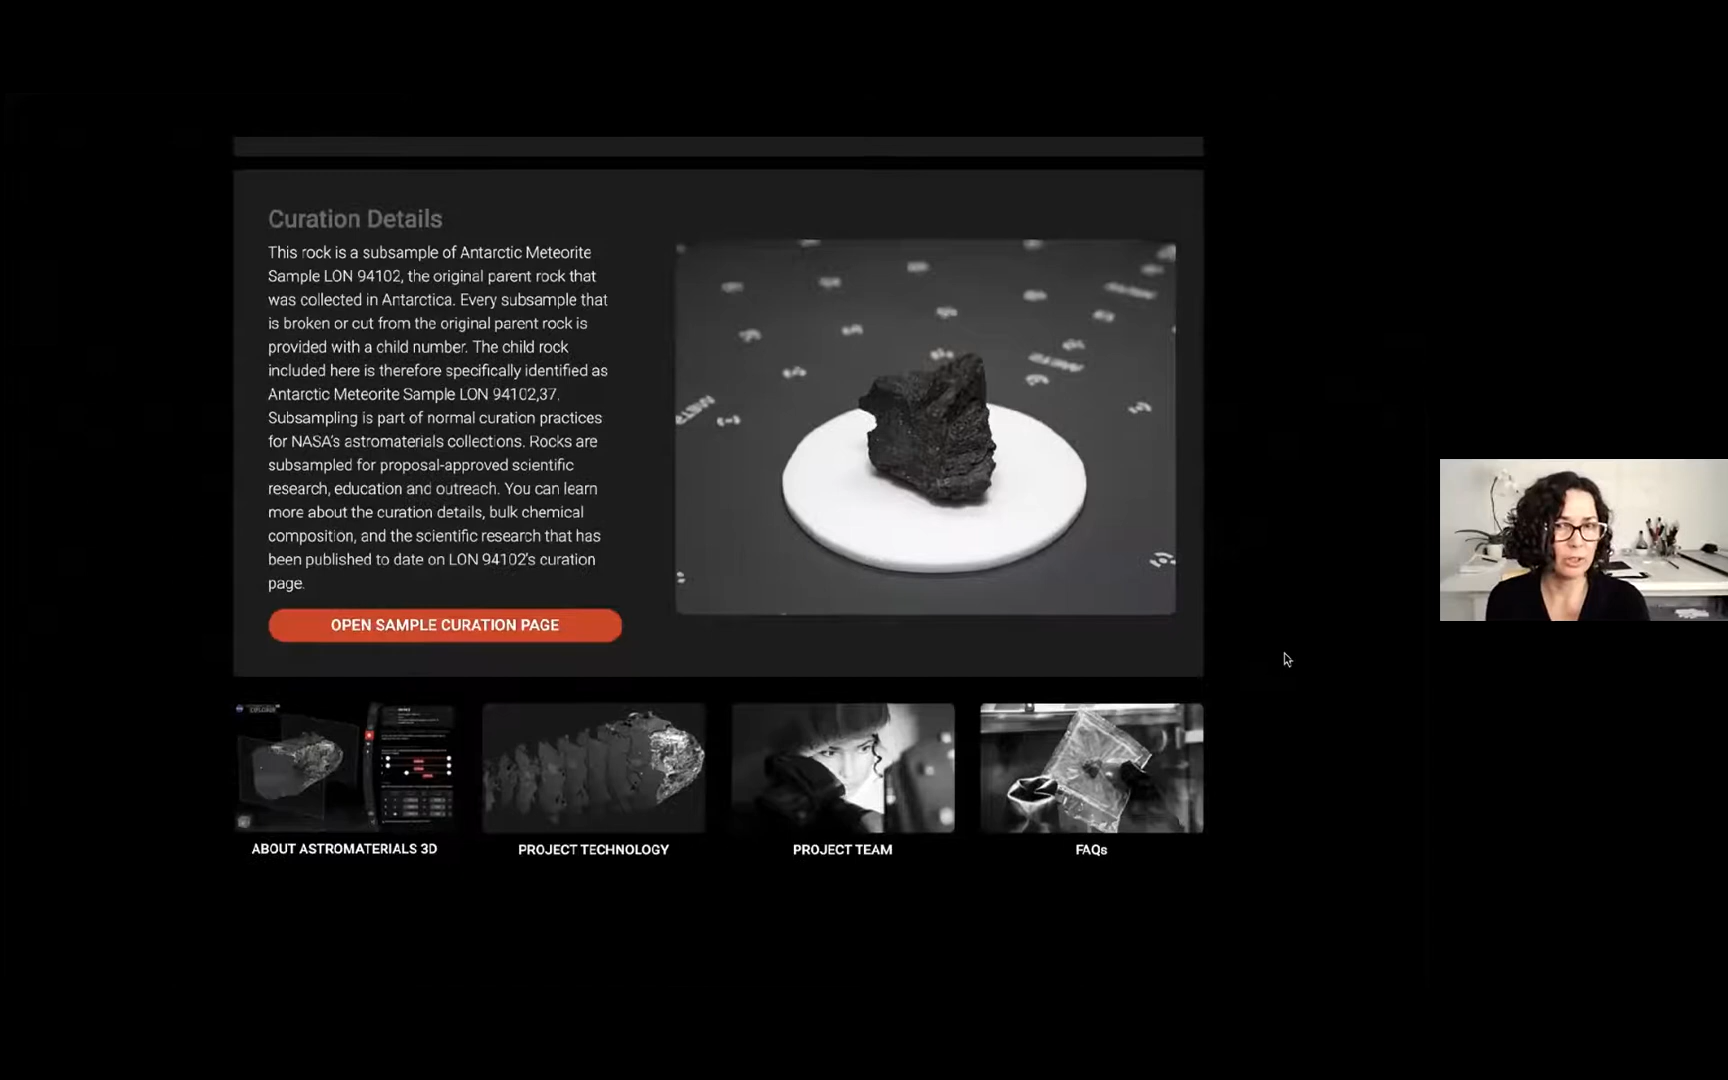 Curation Details
This rock is a subsample of Antarctic Meteorite
Sample LON 94102, the original parent rock that
was collected in Antarctica. Every subsample that
is broken or cut from the original parent rock is
provided with a child number. The child rock
included here is therefore specifically identified as
Antarctic Meteorite Sample LON 94102,37.
Subsampling is part of normal curation practices
for NASA's astromaterials collections. Rocks are
subsampled for proposal-approved scientific
research, education and outreach. You can learn
more about the curation details, bulk chemical
composition, and the scientific research that has
been published to date on LON 94102's curation
page.
OPEN SAMPLE CURATION PAGE
ABOUT ASTROMATERIALS 3D
PROJECT TECHNOLOGY
PROJECT TEAM
FAQs